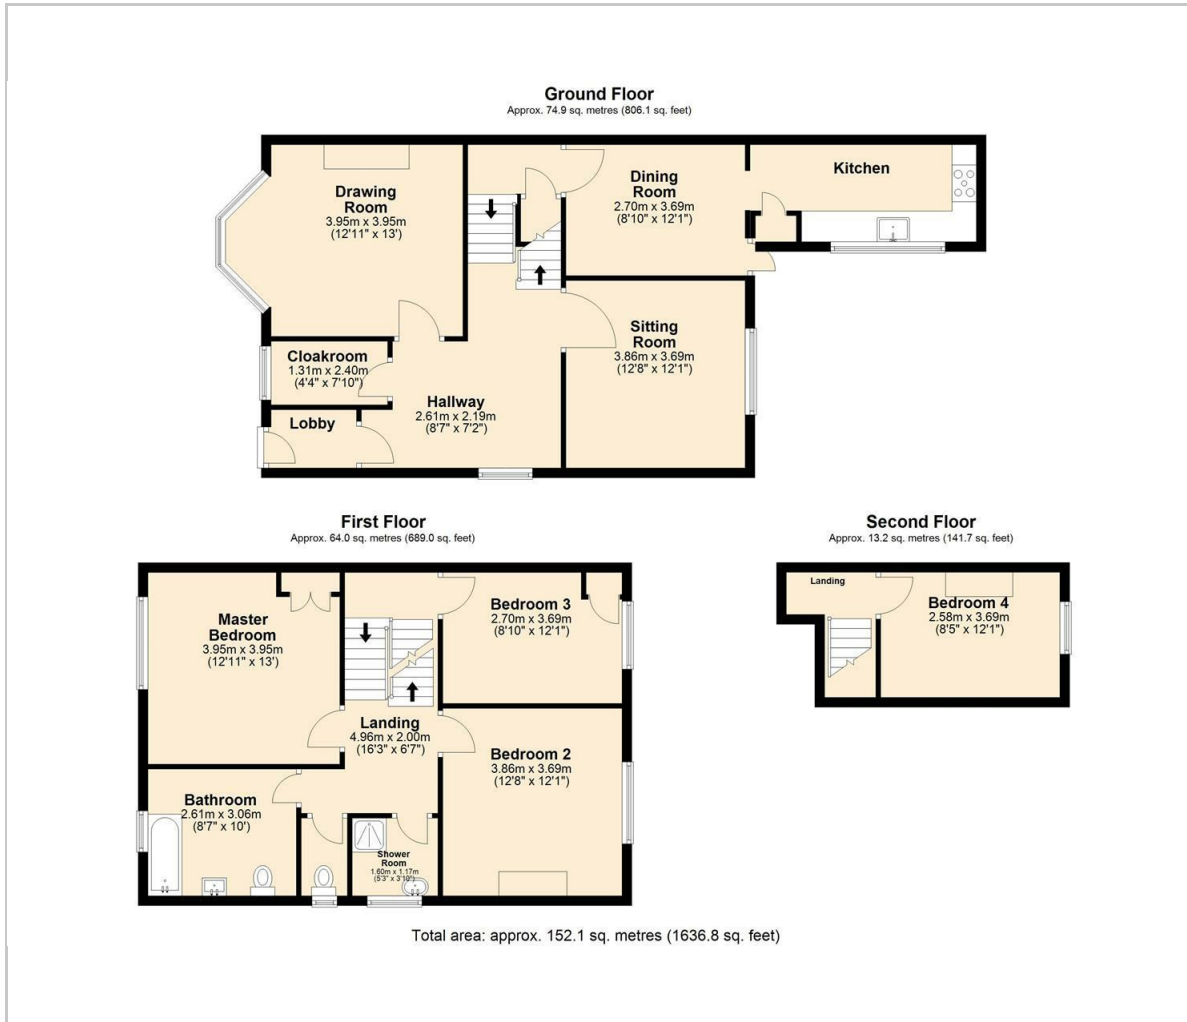 Ground Floor
Approx. 74.9 sq. metres (806.1 sq. feet)
Drawing
Room
3.95m x 3.95m
(12'11" x 13')
Dining
Room
2.70m x 3.69m
(8'10" x 12'1")
Kitchen
Sitting
Room
3.86m x 3.69m
(12'8" x 12'1")
Cloakroom
1.31m x 2.40m
(4'4" x 7'10")
Hallway
2.61m x 2.19m
(8'7" x 7'2")
Lobby
First Floor
Approx. 64.0 sq. metres (689.0 sq. feet)
Master
Bedroom
3.95m x 3.95m
(12'11" x 13')
Bedroom 3
2.70m x 3.69m
(8'10" x 12'1")
Landing
4.96m x 2.00m
(16'3" x 6'7")
Bedroom 2
3.86m x 3.69m
(12'8" x 12'1")
Bathroom
2.61m x 3.06m
(8'7" x 10')
Shower
Room
1.60m x 1.17m
(5'3" x 3'10")
Second Floor
Approx. 13.2 sq. metres (141.7 sq. feet)
Landing
Bedroom 4
2.58m x 3.69m
(8'5" x 12'1")
Total area: approx. 152.1 sq. metres (1636.8 sq. feet)